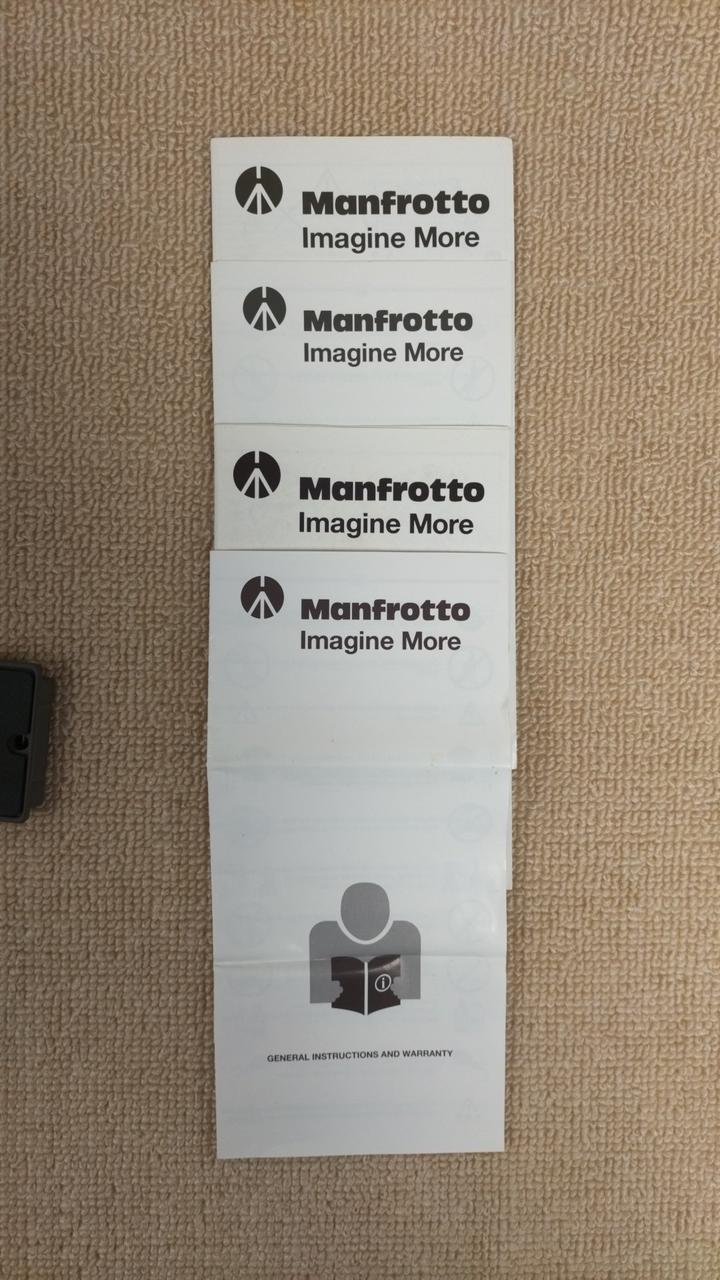 Manfrotto
Imagine More
Manfrotto
Imagine More
Manfrotto
Imagine More
Manfrotto
Imagine More
i
GENERAL INSTRUCTIONS AND WARRANTY